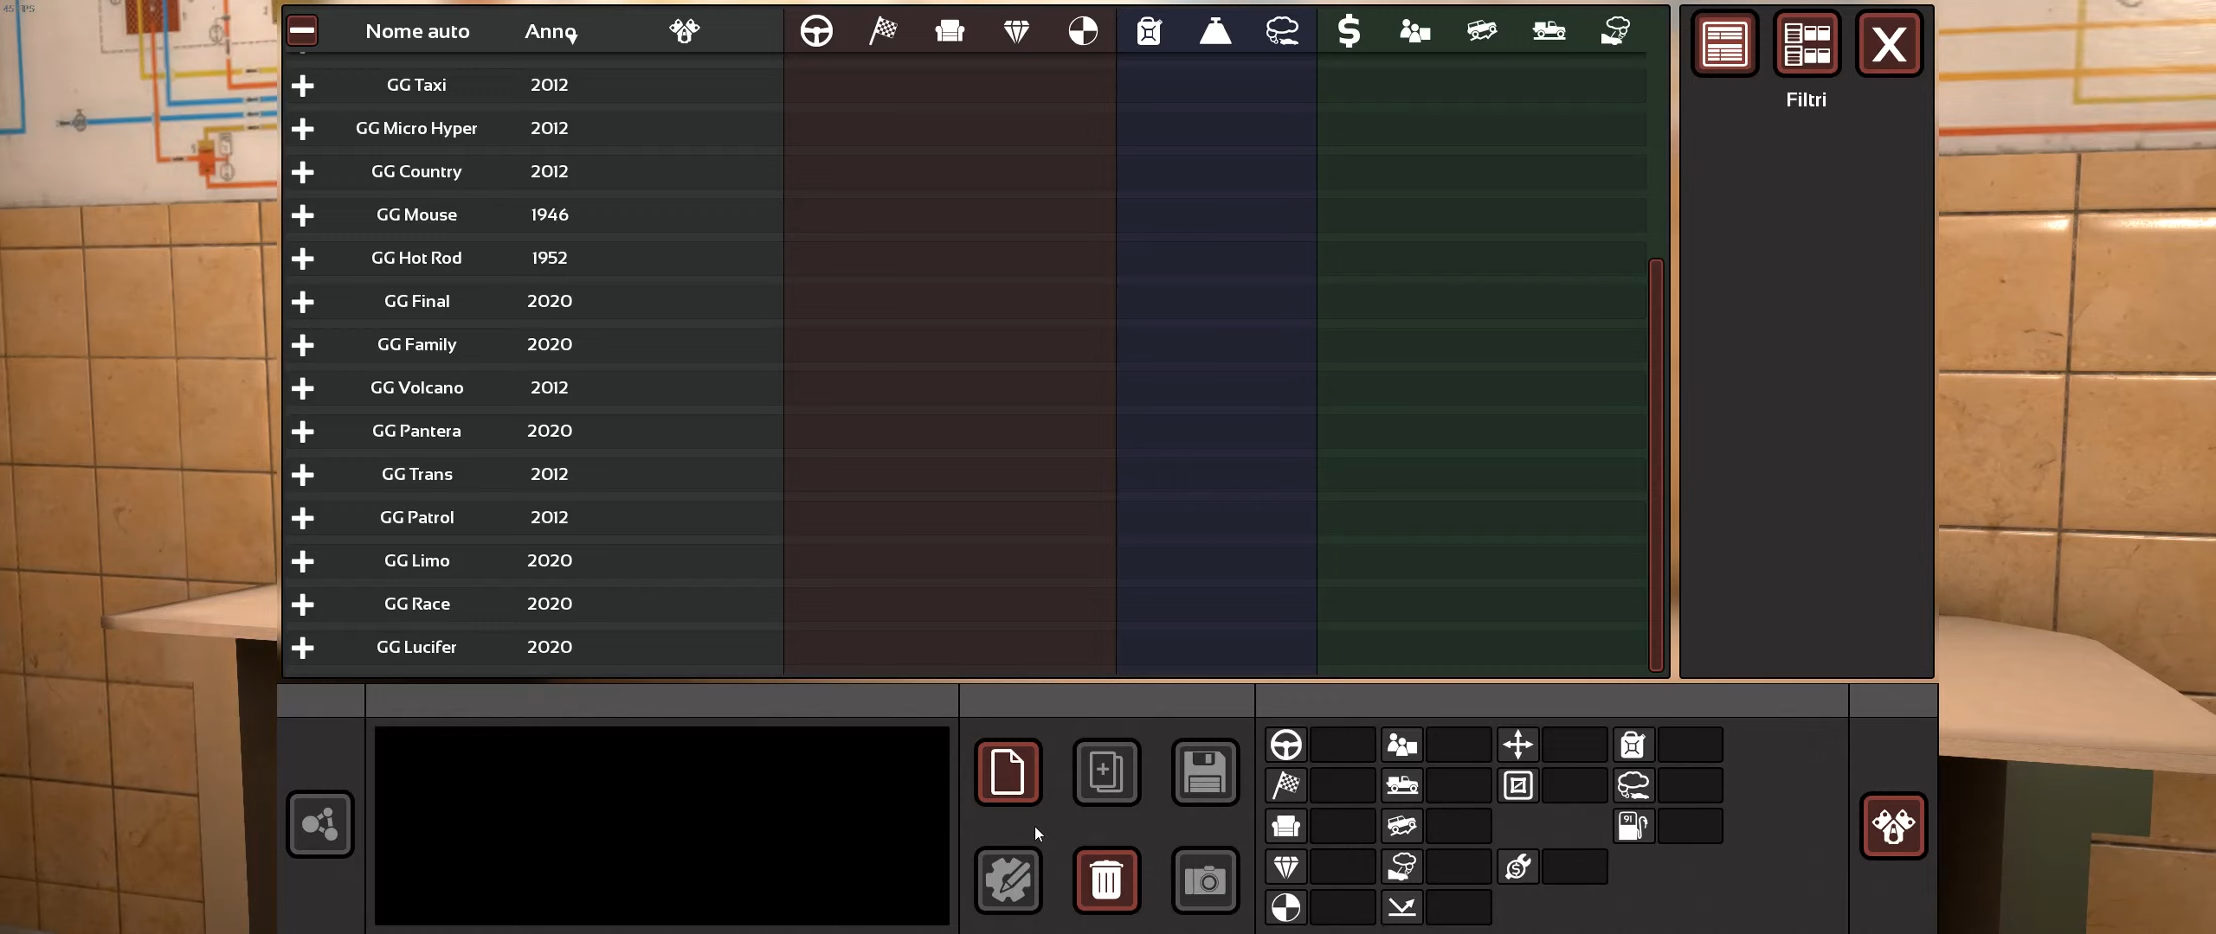 Nome auto Anno
GG Taxi 2012
GG Micro Hyper 2012
GG Country 2012
GG Mouse 1946
GG Hot Rod 1952
GG Final 2020
GG Family 2020
GG Volcano 2012
GG Pantera 2020
GG Trans 2012
GG Patrol 2012
GG Limo 2020
GG Race 2020
GG Lucifer 2020
Filtri
91